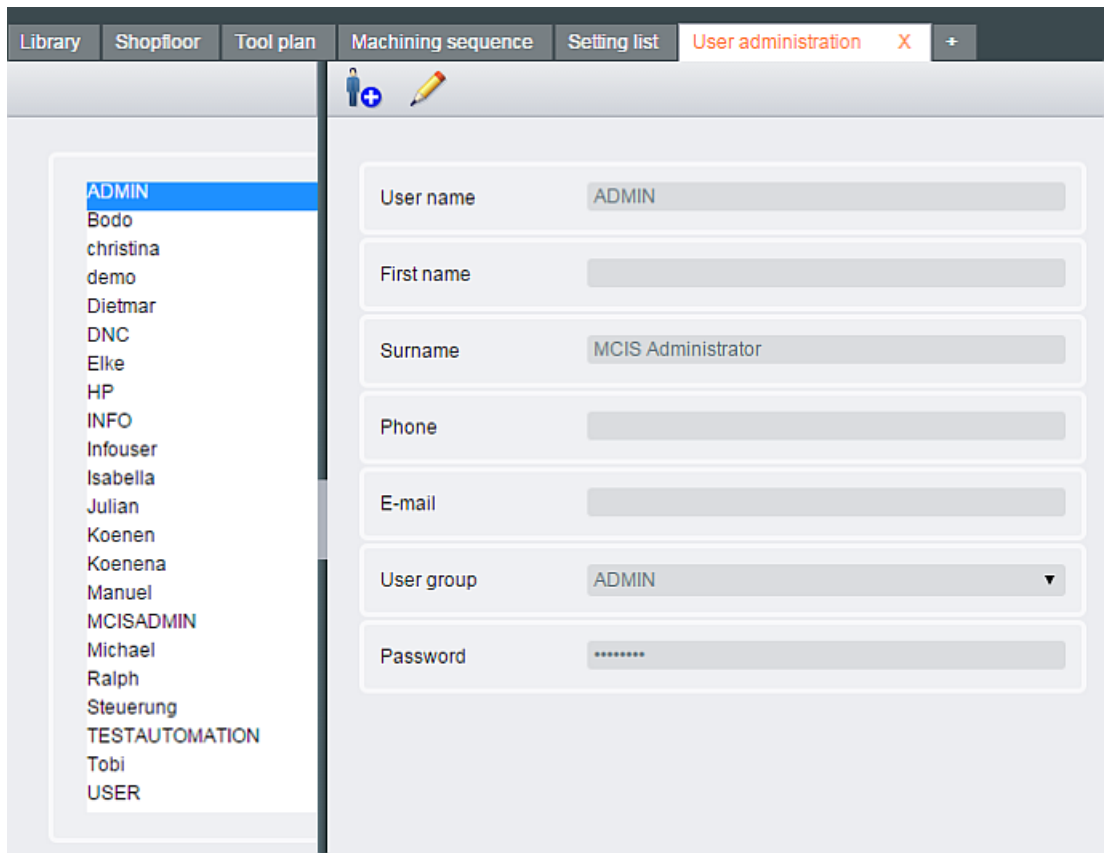 Library Shopfloor Tool plan Machining sequence Setting list User administration X +
ADMIN
Bodo
christina
demo
Dietmar
DNC
Elke
HP
INFO
Infouser
Isabella
Julian
Koenen
Koenena
Manuel
MCISADMIN
Michael
Ralph
Steuerung
TESTAUTOMATION
Tobi
USER
User name ADMIN
First name
Surname MCIS Administrator
Phone
E-mail
User group ADMIN
Password ••••••••